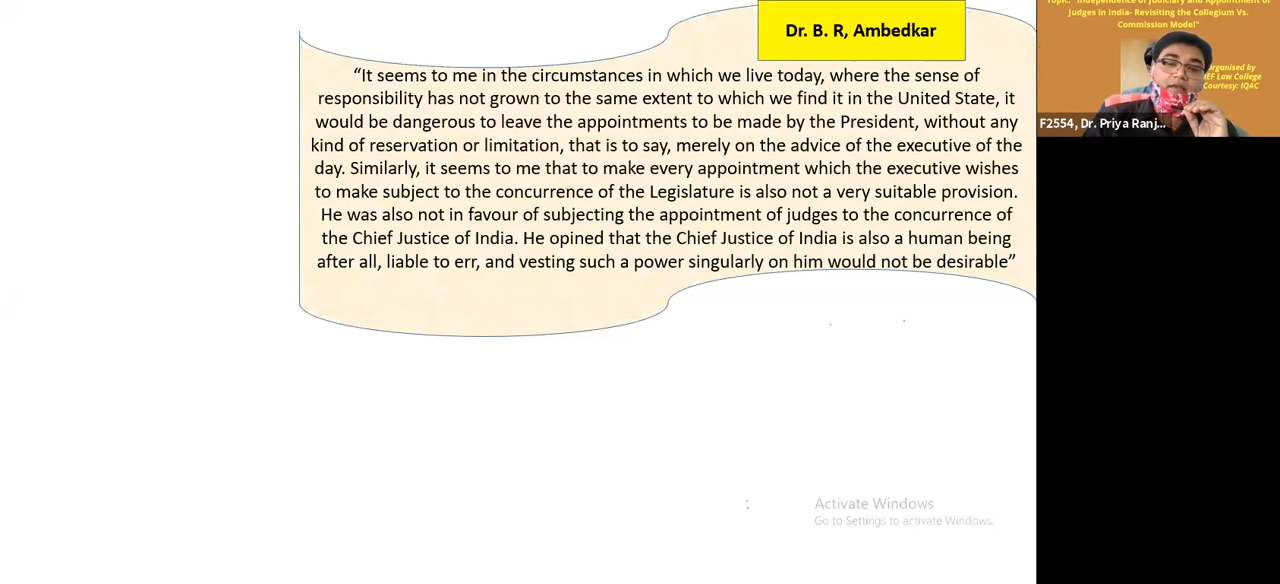 Dr. B. R, Ambedkar
“It seems to me in the circumstances in which we live today, where the sense of
responsibility has not grown to the same extent to which we find it in the United State, it
would be dangerous to leave the appointments to be made by the President, without any
kind of reservation or limitation, that is to say, merely on the advice of the executive of the
day. Similarly, it seems to me that to make every appointment which the executive wishes
to make subject to the concurrence of the Legislature is also not a very suitable provision.
He was also not in favour of subjecting the appointment of judges to the concurrence of
the Chief Justice of India. He opined that the Chief Justice of India is also a human being
after all, liable to err, and vesting such a power singularly on him would not be desirable”
Topic: "Independence of Judiciary and Appointment of
Judges in India- Revisiting the Collegium Vs.
Commission Model"
Organised by
IEF Law College
Courtesy: IQAC
F2554, Dr. Priya Ranj...
Activate Windows
Go to Settings to activate Windows.